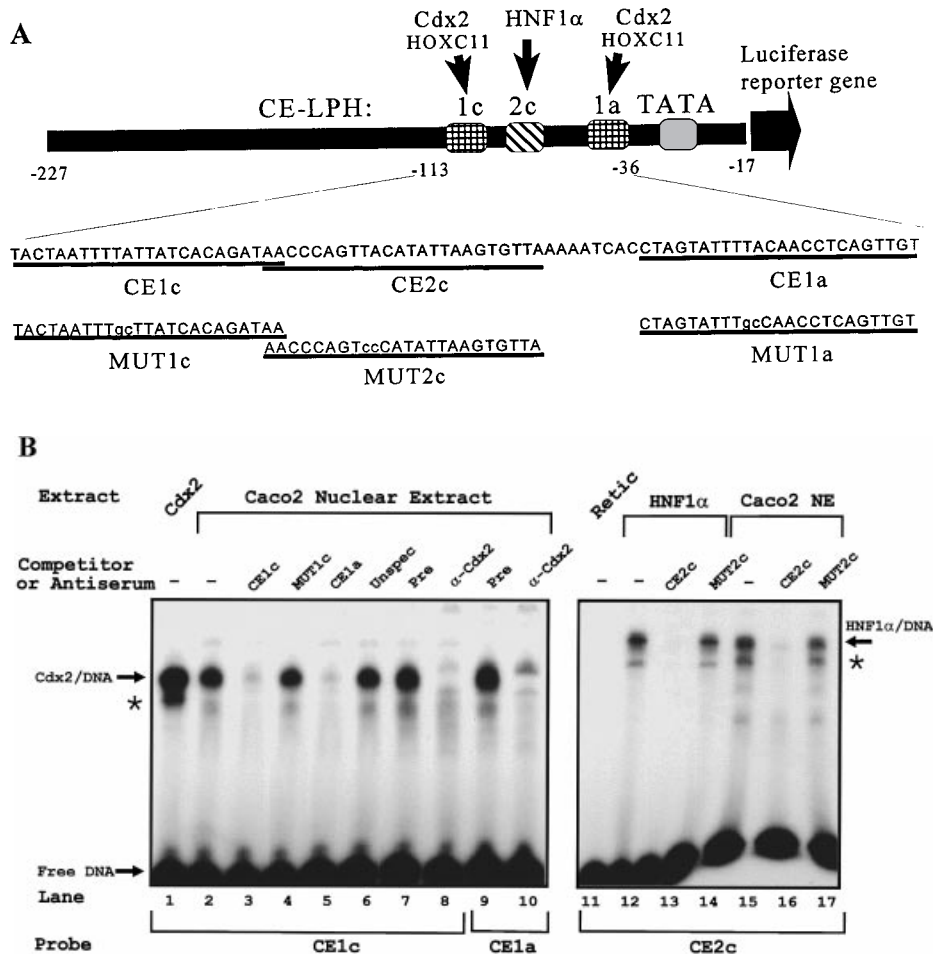 A
Cdx2 HNF1α Cdx2
HOXC11 HOXC11
Luciferase
reporter gene
CE-LPH: 1c 2c 1a TATA
-227 -113 -36 -17
TACTAATTTTATTATCACAGATAACCCAGTTACATATTAAGTGTTAAAAATCACCTAGTATTTTACAACCTCAGTTGT
CE1c CE2c CE1a
TACTAATTTgcTTATCACAGATAA CTAGTATTTgcCAACCTCAGTTGT
MUT1c AACCCAGTccCATATTAAGTGTTA MUT1a
MUT2c
B
Extract Cdx2 Caco2 Nuclear Extract Retic HNF1α Caco2 NE
Competitor
or Antiserum - - CE1c MUT1c CE1a Unspec Pre α-Cdx2 Pre α-Cdx2 - - CE2c MUT2c - CE2c MUT2c
HNF1α/DNA
*
Cdx2/DNA
*
Free DNA
Lane 1 2 3 4 5 6 7 8 9 10 11 12 13 14 15 16 17
Probe CE1c CE1a CE2c